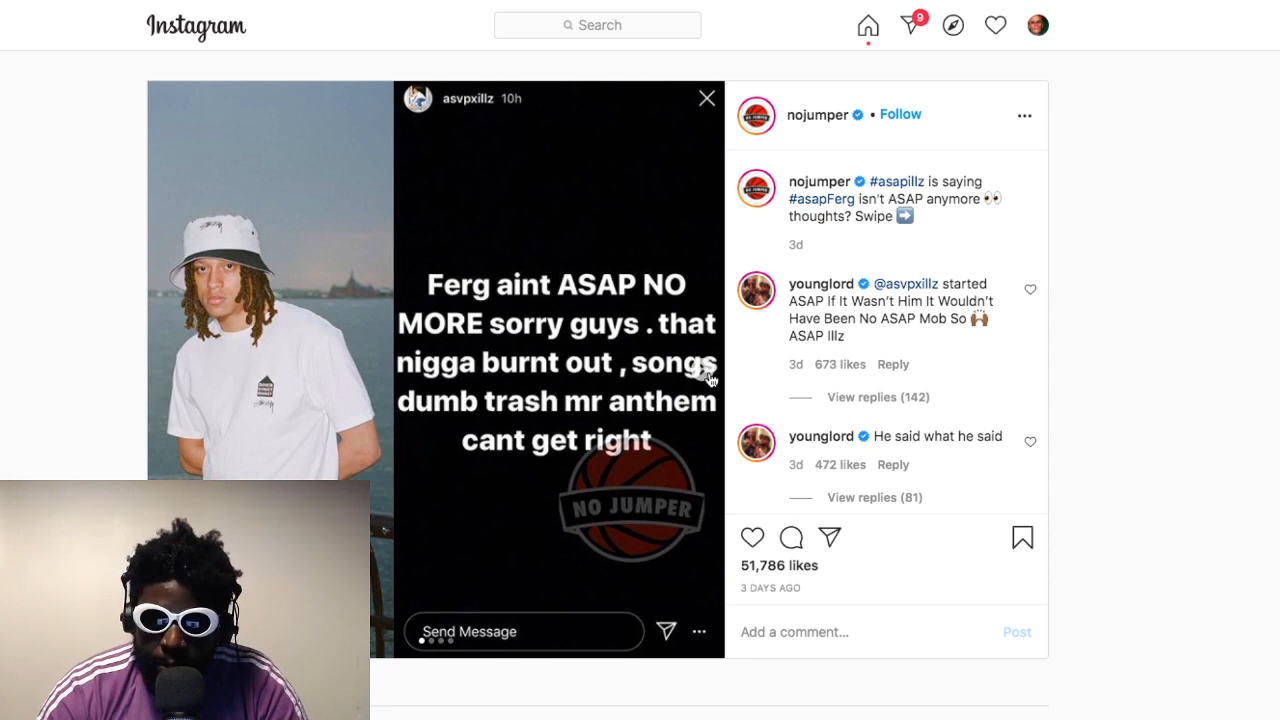 Instagram
Search
9
asvpxillz 10h
Ferg aint ASAP NO
MORE sorry guys . that
nigga burnt out , songs
dumb trash mr anthem
cant get right
NO JUMPER
Send Message
nojumper • Follow
nojumper #asapillz is saying
#asapFerg isn't ASAP anymore 👀
thoughts? Swipe ➡️
3d
younglord @asvpxillz started
ASAP If It Wasn't Him It Wouldn't
Have Been No ASAP Mob So 🙌🏾
ASAP Illz
3d 673 likes Reply
View replies (142)
younglord He said what he said
3d 472 likes Reply
View replies (81)
51,786 likes
3 DAYS AGO
Add a comment... Post